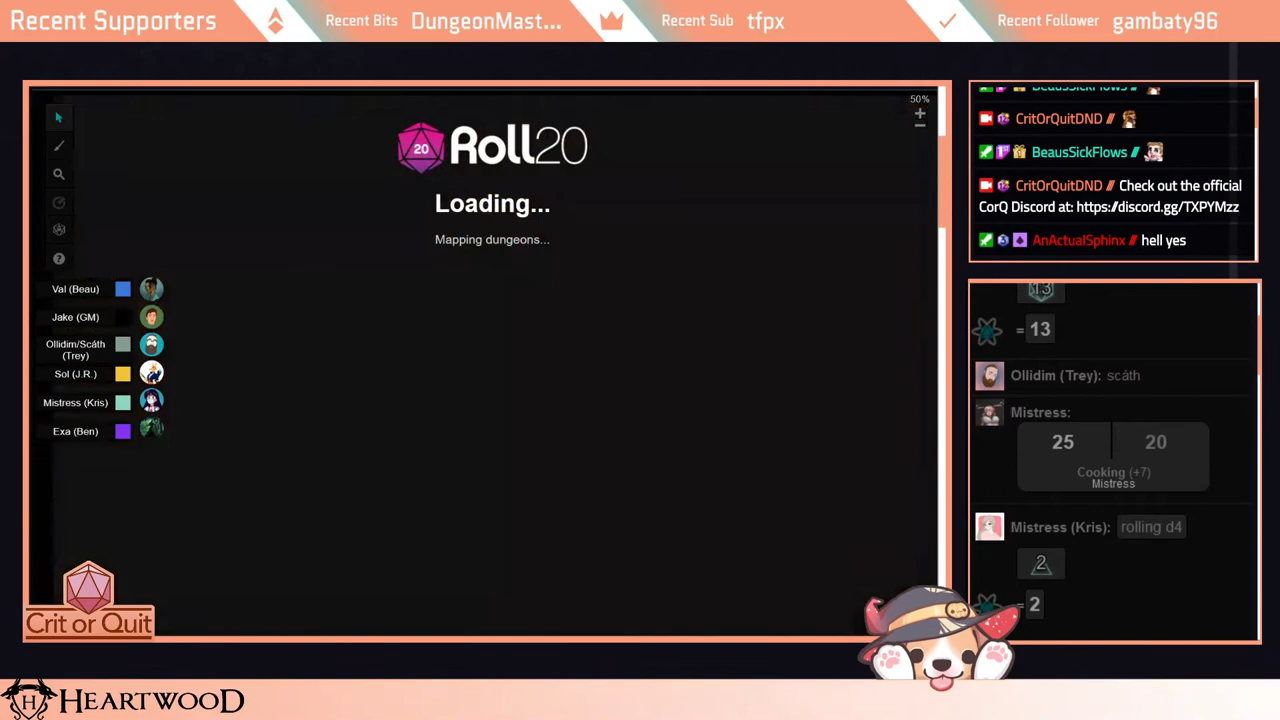 Recent Supporters
Recent Bits DungeonMast...
Recent Sub tfpx
Recent Follower gambaty96
50%
20 Roll20
Loading...
Mapping dungeons...
Val (Beau)
Jake (GM)
Ollidim/Scáth
(Trey)
Sol (J.R.)
Mistress (Kris)
Exa (Ben)
Crit or Quit
BeausSickFlows //
CritOrQuitDND //
BeausSickFlows //
CritOrQuitDND // Check out the official
CorQ Discord at: https://discord.gg/TXPYMzz
AnActualSphinx // hell yes
13
= 13
Ollidim (Trey): scáth
Mistress:
25 20
Cooking (+7)
Mistress
Mistress (Kris): rolling d4
2
= 2
H HEARTWOOD